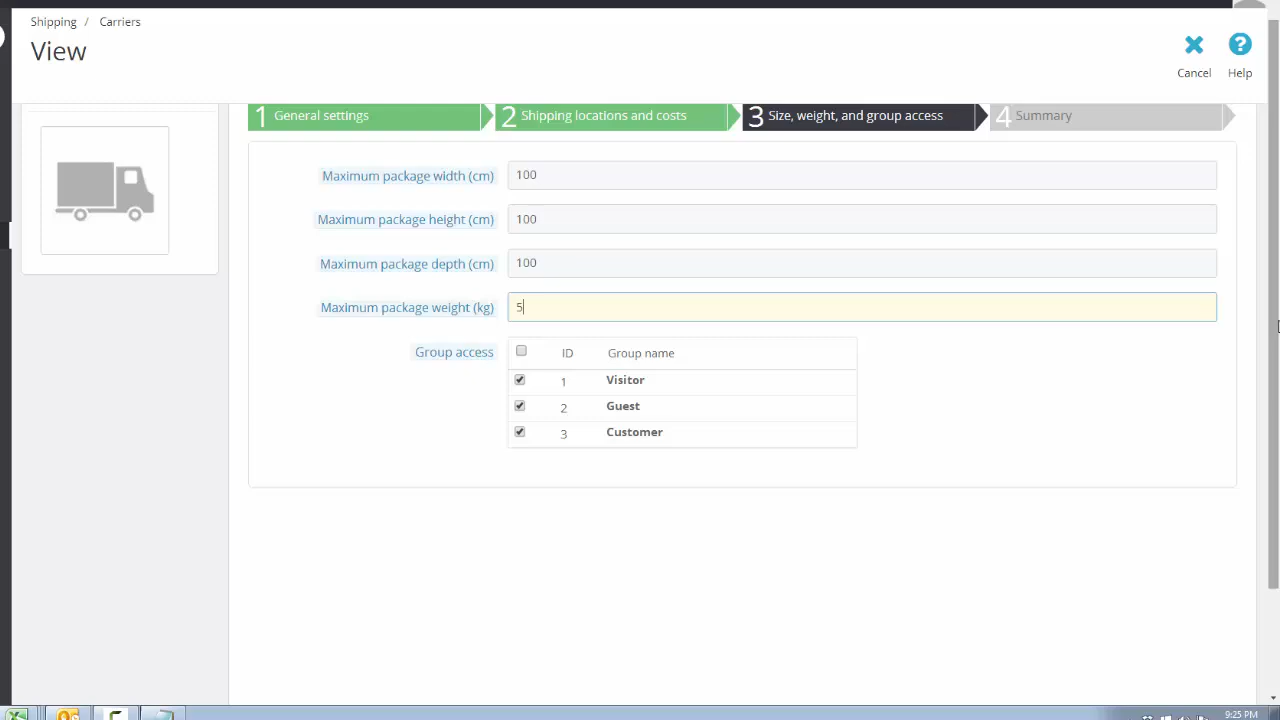 Shipping / Carriers
View
Cancel
Help
1 General settings
2 Shipping locations and costs
3 Size, weight, and group access
4 Summary
Maximum package width (cm) 100
Maximum package height (cm) 100
Maximum package depth (cm) 100
Maximum package weight (kg) 5
Group access
ID Group name
1 Visitor
2 Guest
3 Customer
9:25 PM